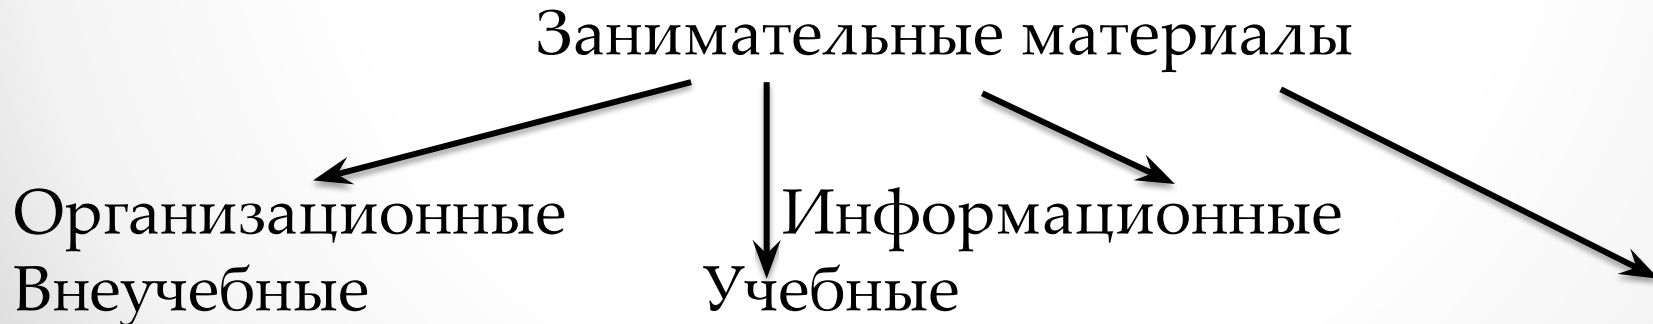 Занимательные материалы
Организационные Информационные
Внеучебные Учебные